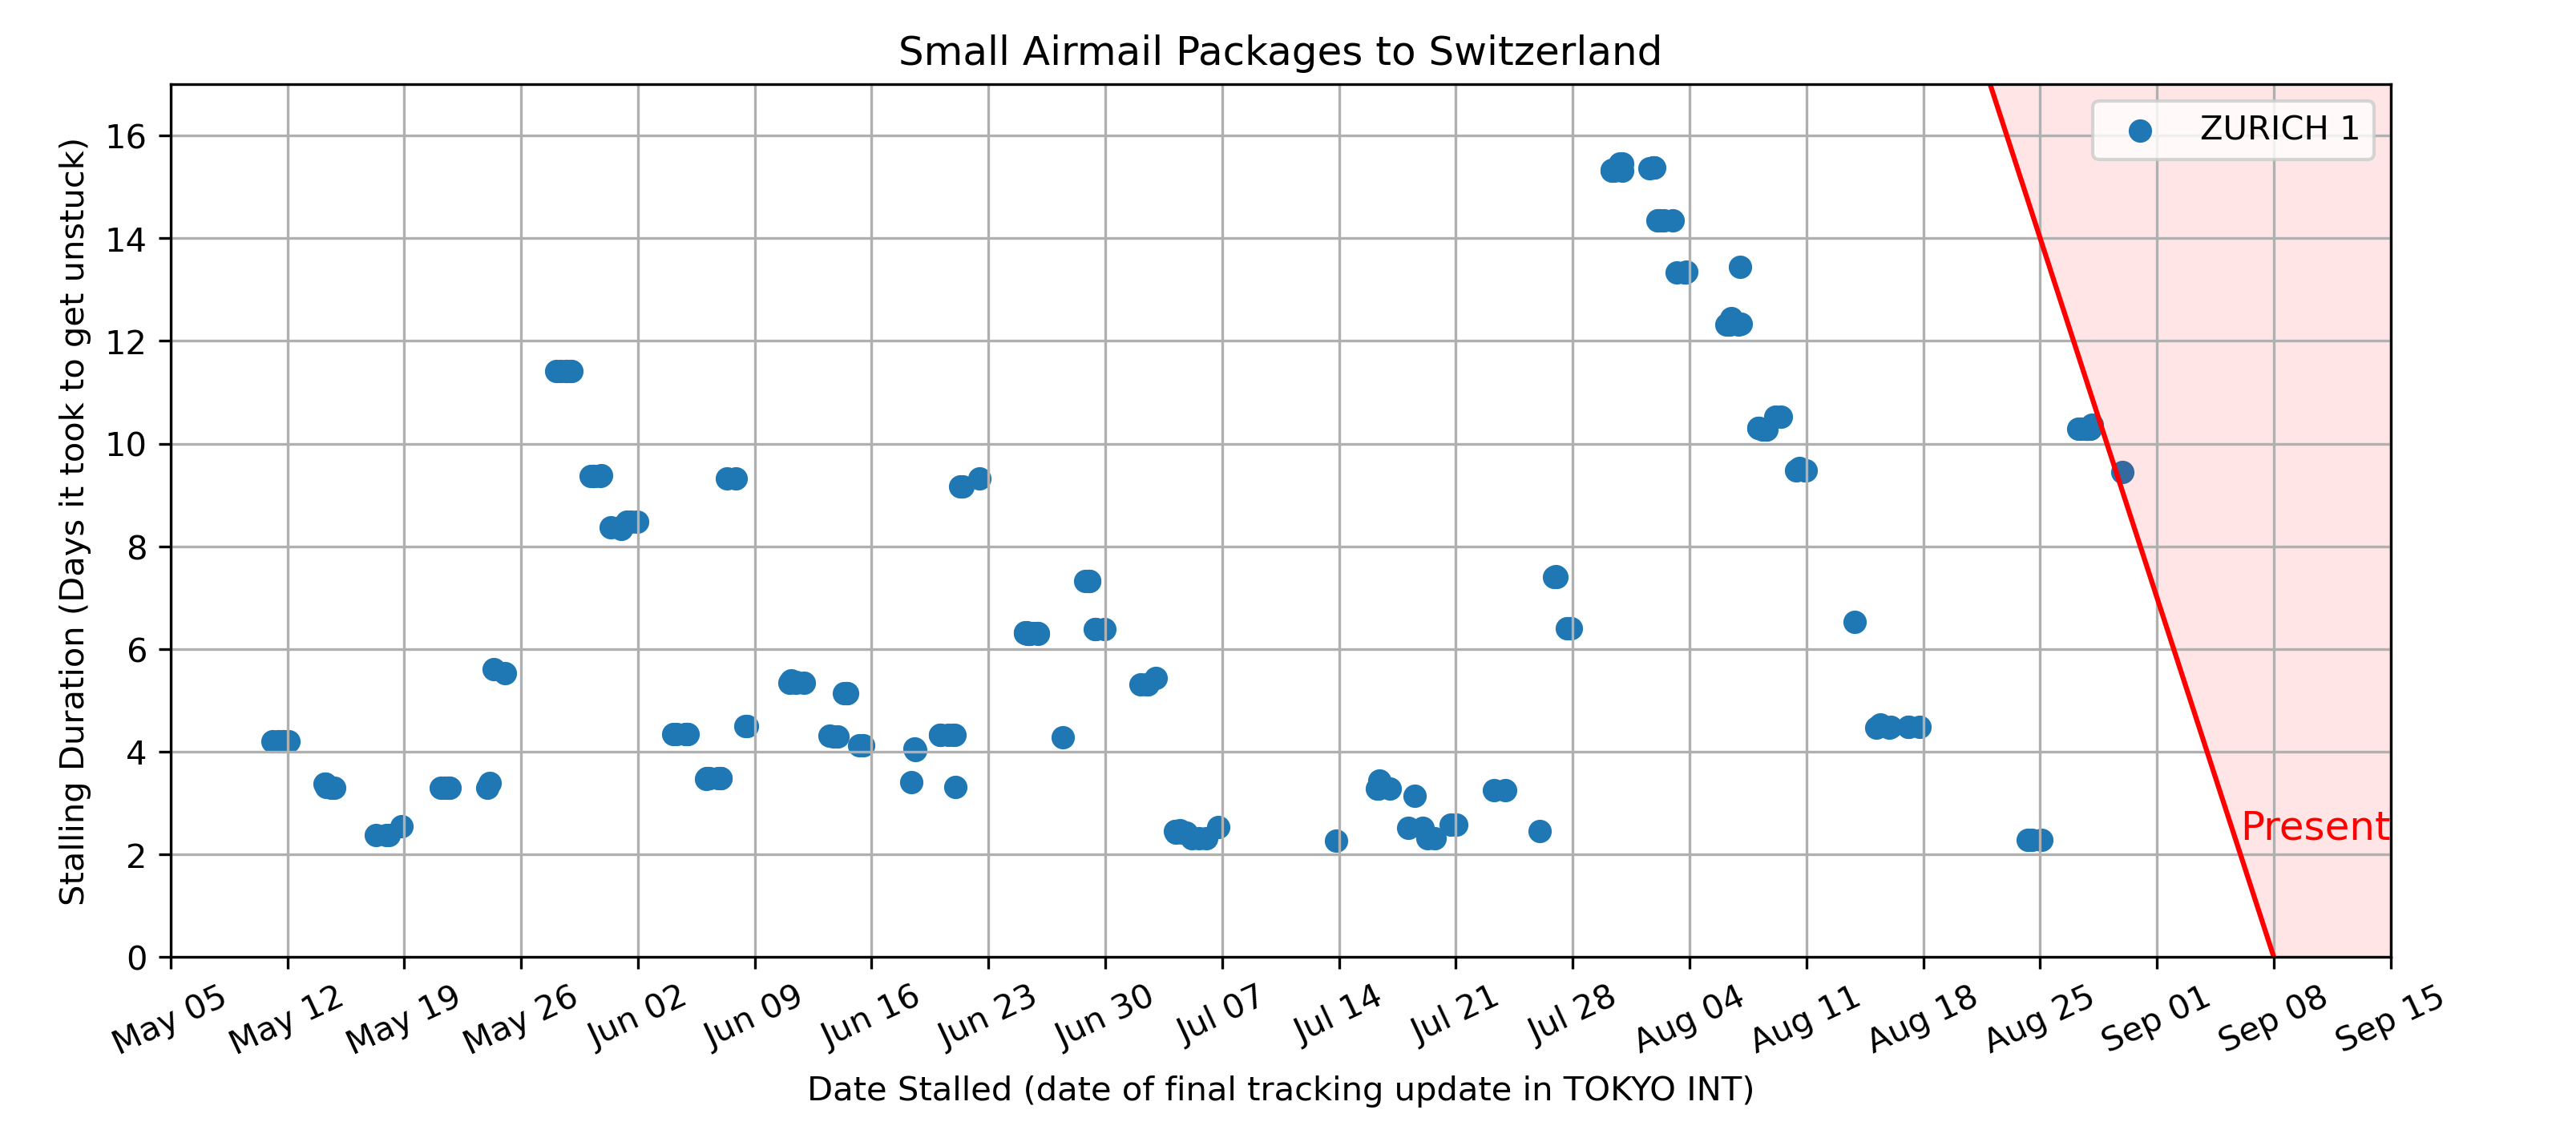 Small Airmail Packages to Switzerland
ZURICH 1
Stalling Duration (Days it took to get unstuck)
16
14
12
10
8
6
4
2
0
Present
May 05 May 12 May 19 May 26 Jun 02 Jun 09 Jun 16 Jun 23 Jun 30 Jul 07 Jul 14 Jul 21 Jul 28 Aug 04 Aug 11 Aug 18 Aug 25 Sep 01 Sep 08 Sep 15
Date Stalled (date of final tracking update in TOKYO INT)